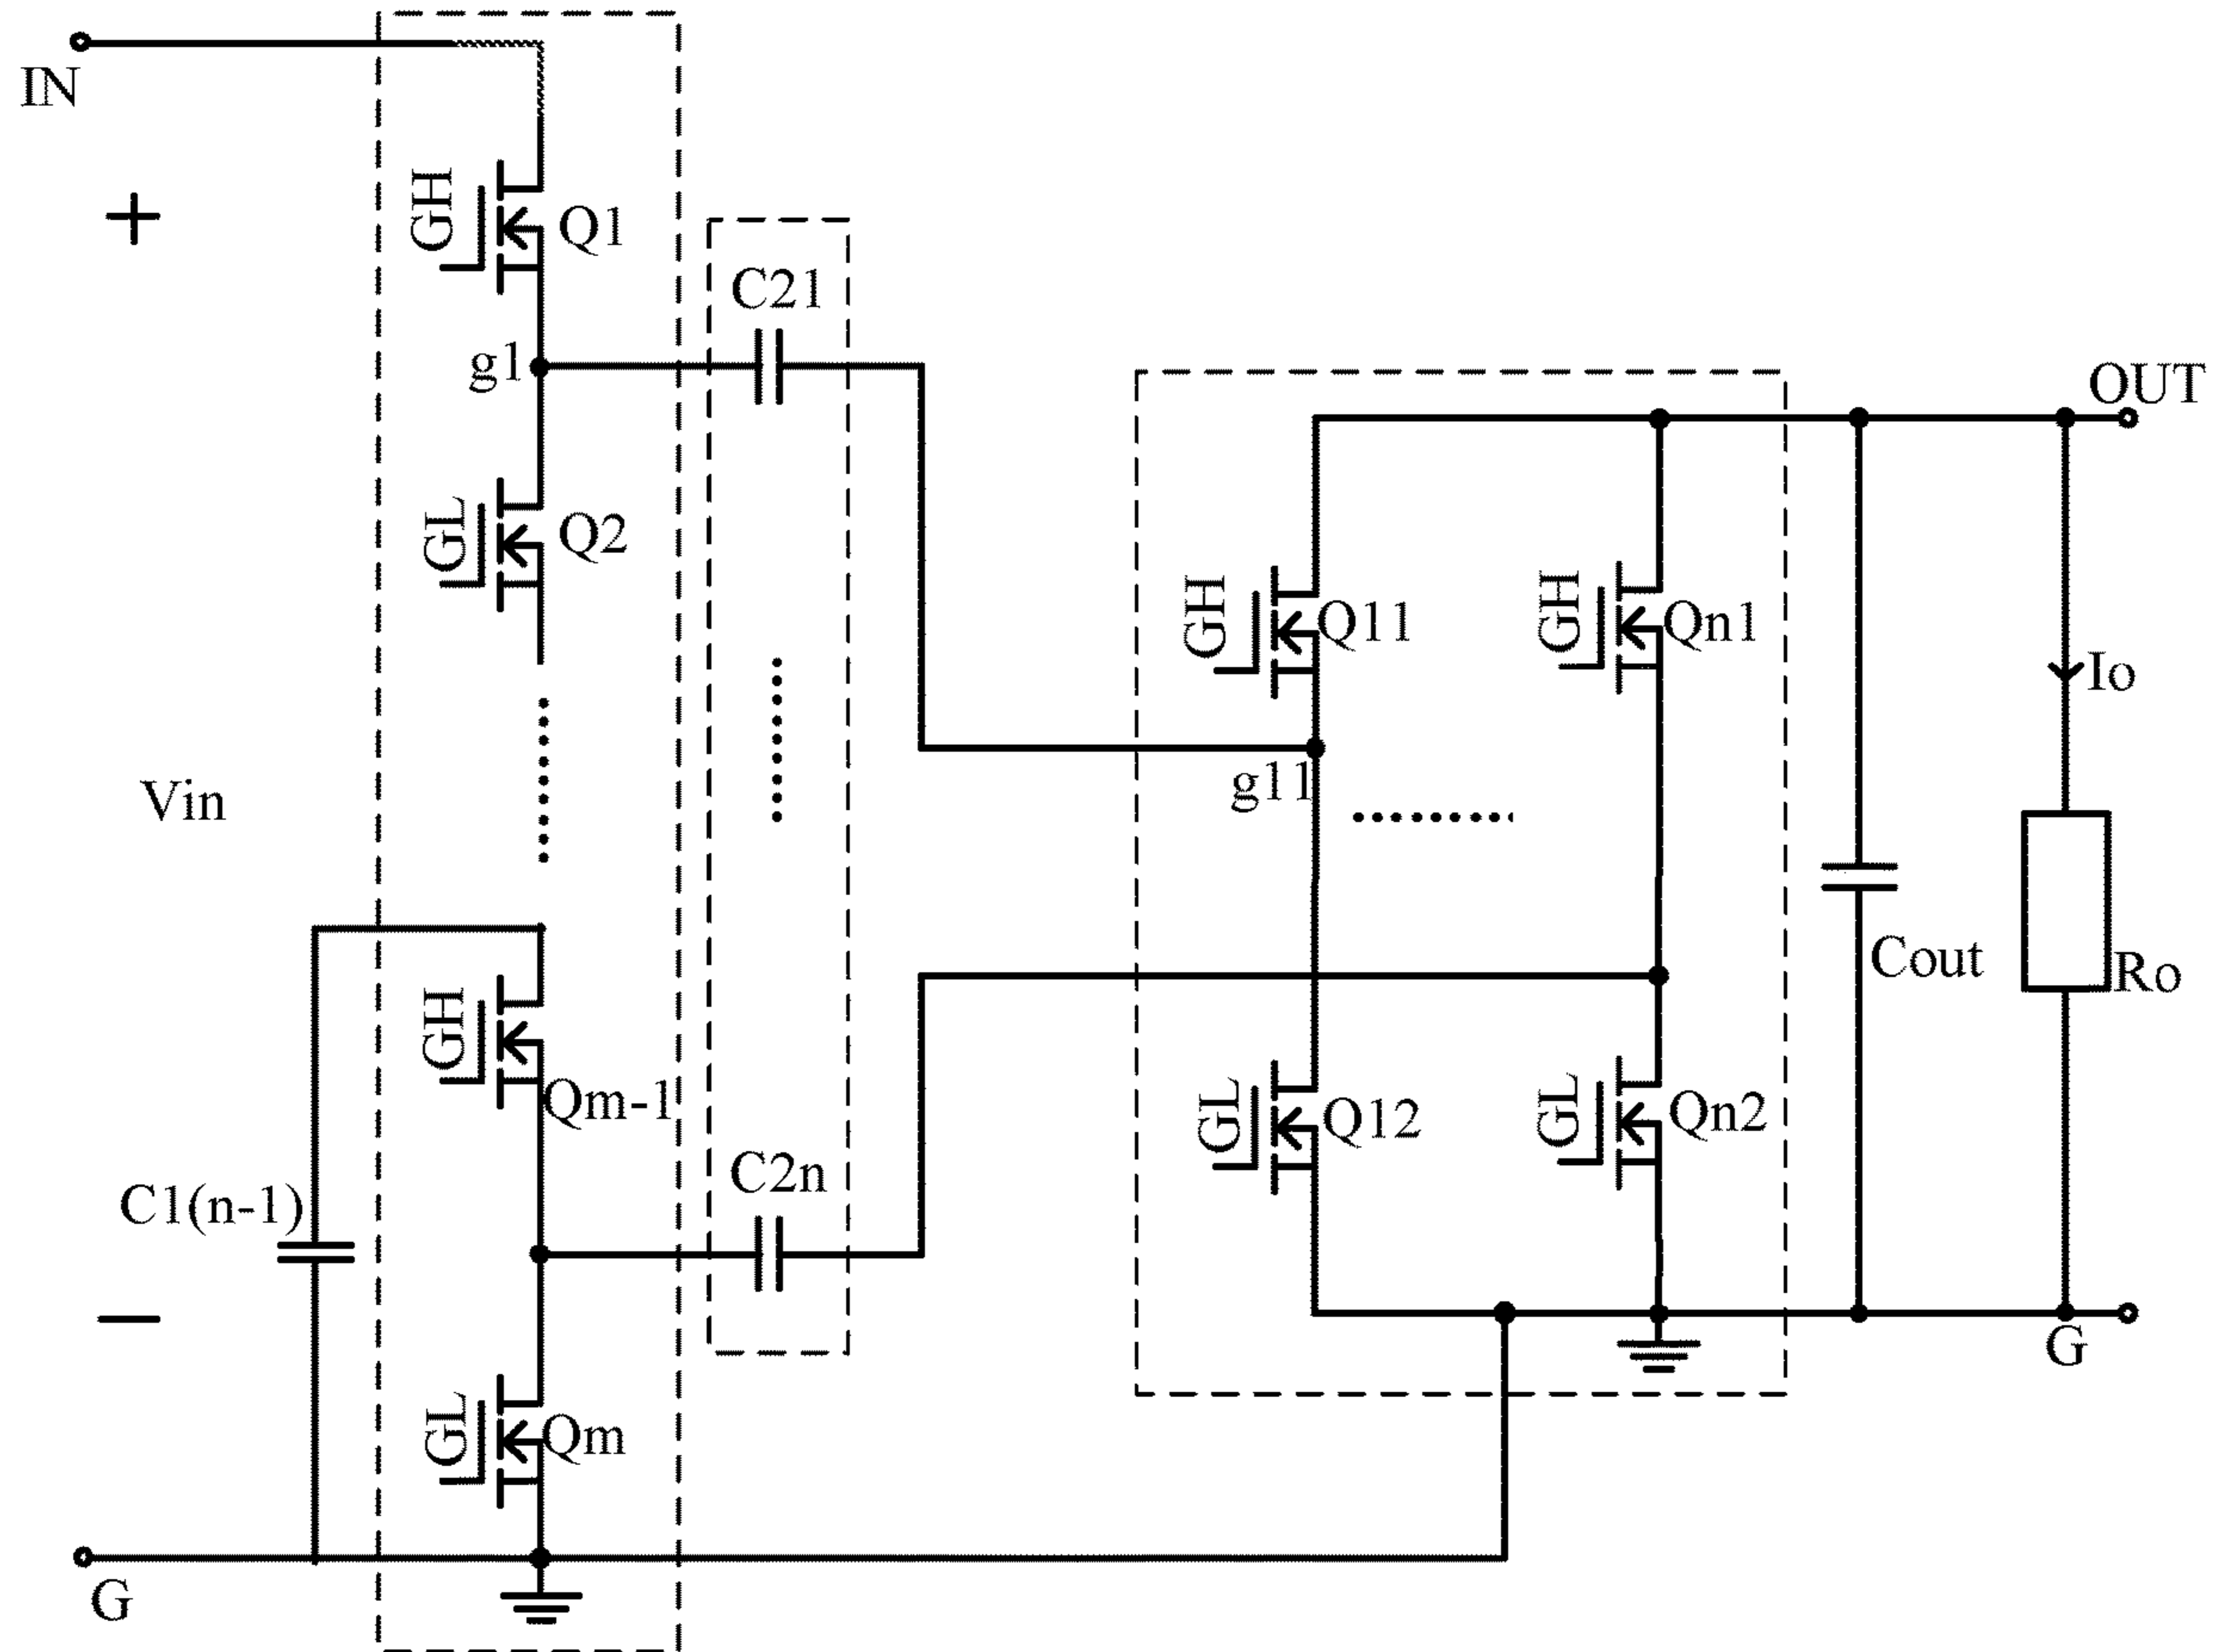 IN
+
GH
Q1
C21
g1
OUT
GL
Q2
GH
Q11
GH
Qn1
Io
g11
Vin
Cout
Ro
GH
Qm-1
GL
Q12
GL
Qn2
C2n
C1(n-1)
—
G
GL
Qm
G